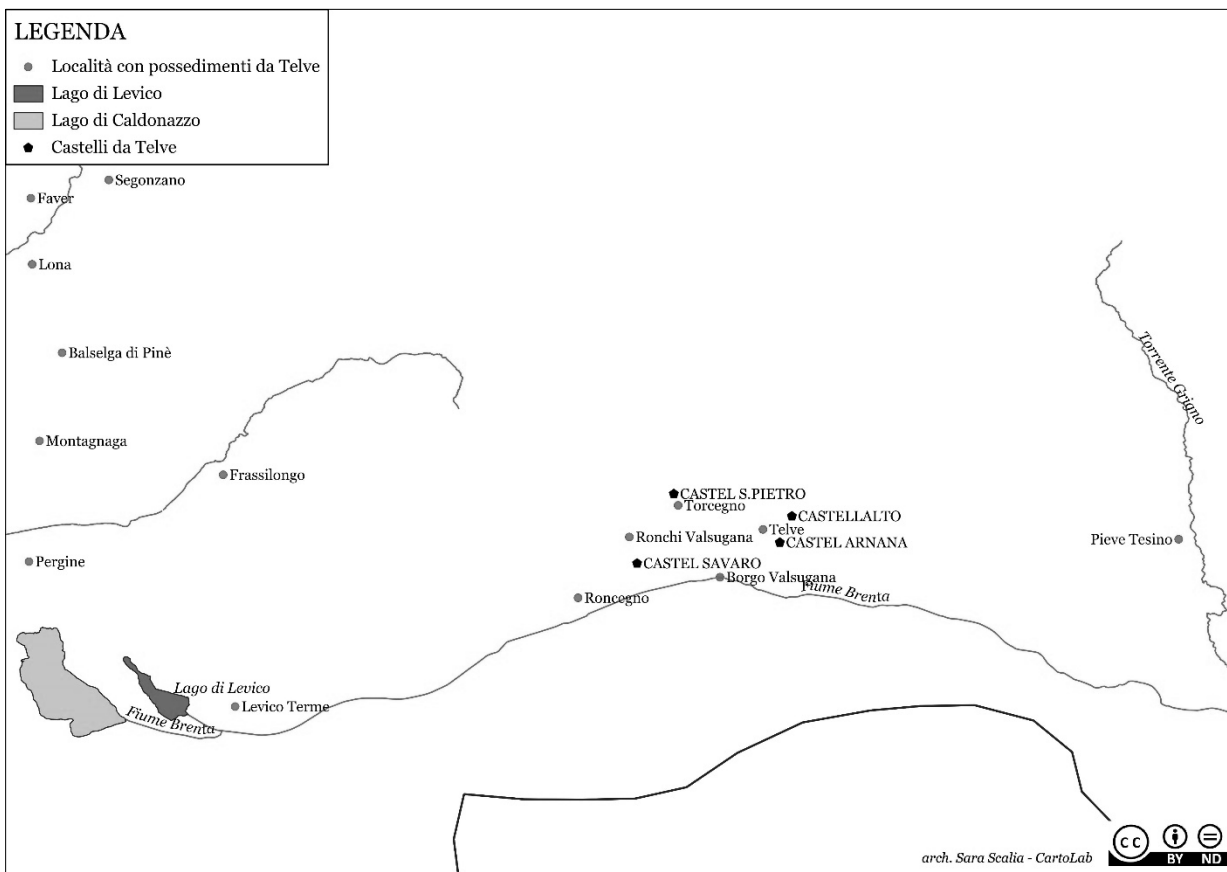 LEGENDA
Località con possedimenti da Telve
Lago di Levico
Lago di Caldonazzo
Castelli da Telve
Segonzano
Faver
Lona
Balselga di Pinè
Torrente Grigno
Montagnaga
Frassilongo
CASTEL S.PIETRO
Torcegno
CASTELLALTO
Telve
Ronchi Valsugana
CASTEL ARNANA
Pieve Tesino
Pergine
CASTEL SAVARO
Borgo Valsugana
Fiume Brenta
Roncegno
Lago di Levico
Levico Terme
Fiume Brenta
arch. Sara Scalia - CartoLab
cc
BY ND